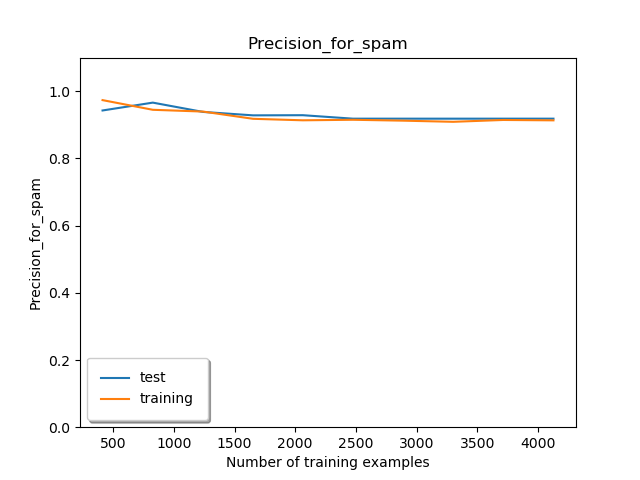 Precision_for_spam
1.0
0.8
0.6
0.4
0.2
0.0
Precision_for_spam
test
training
500 1000 1500 2000 2500 3000 3500 4000
Number of training examples